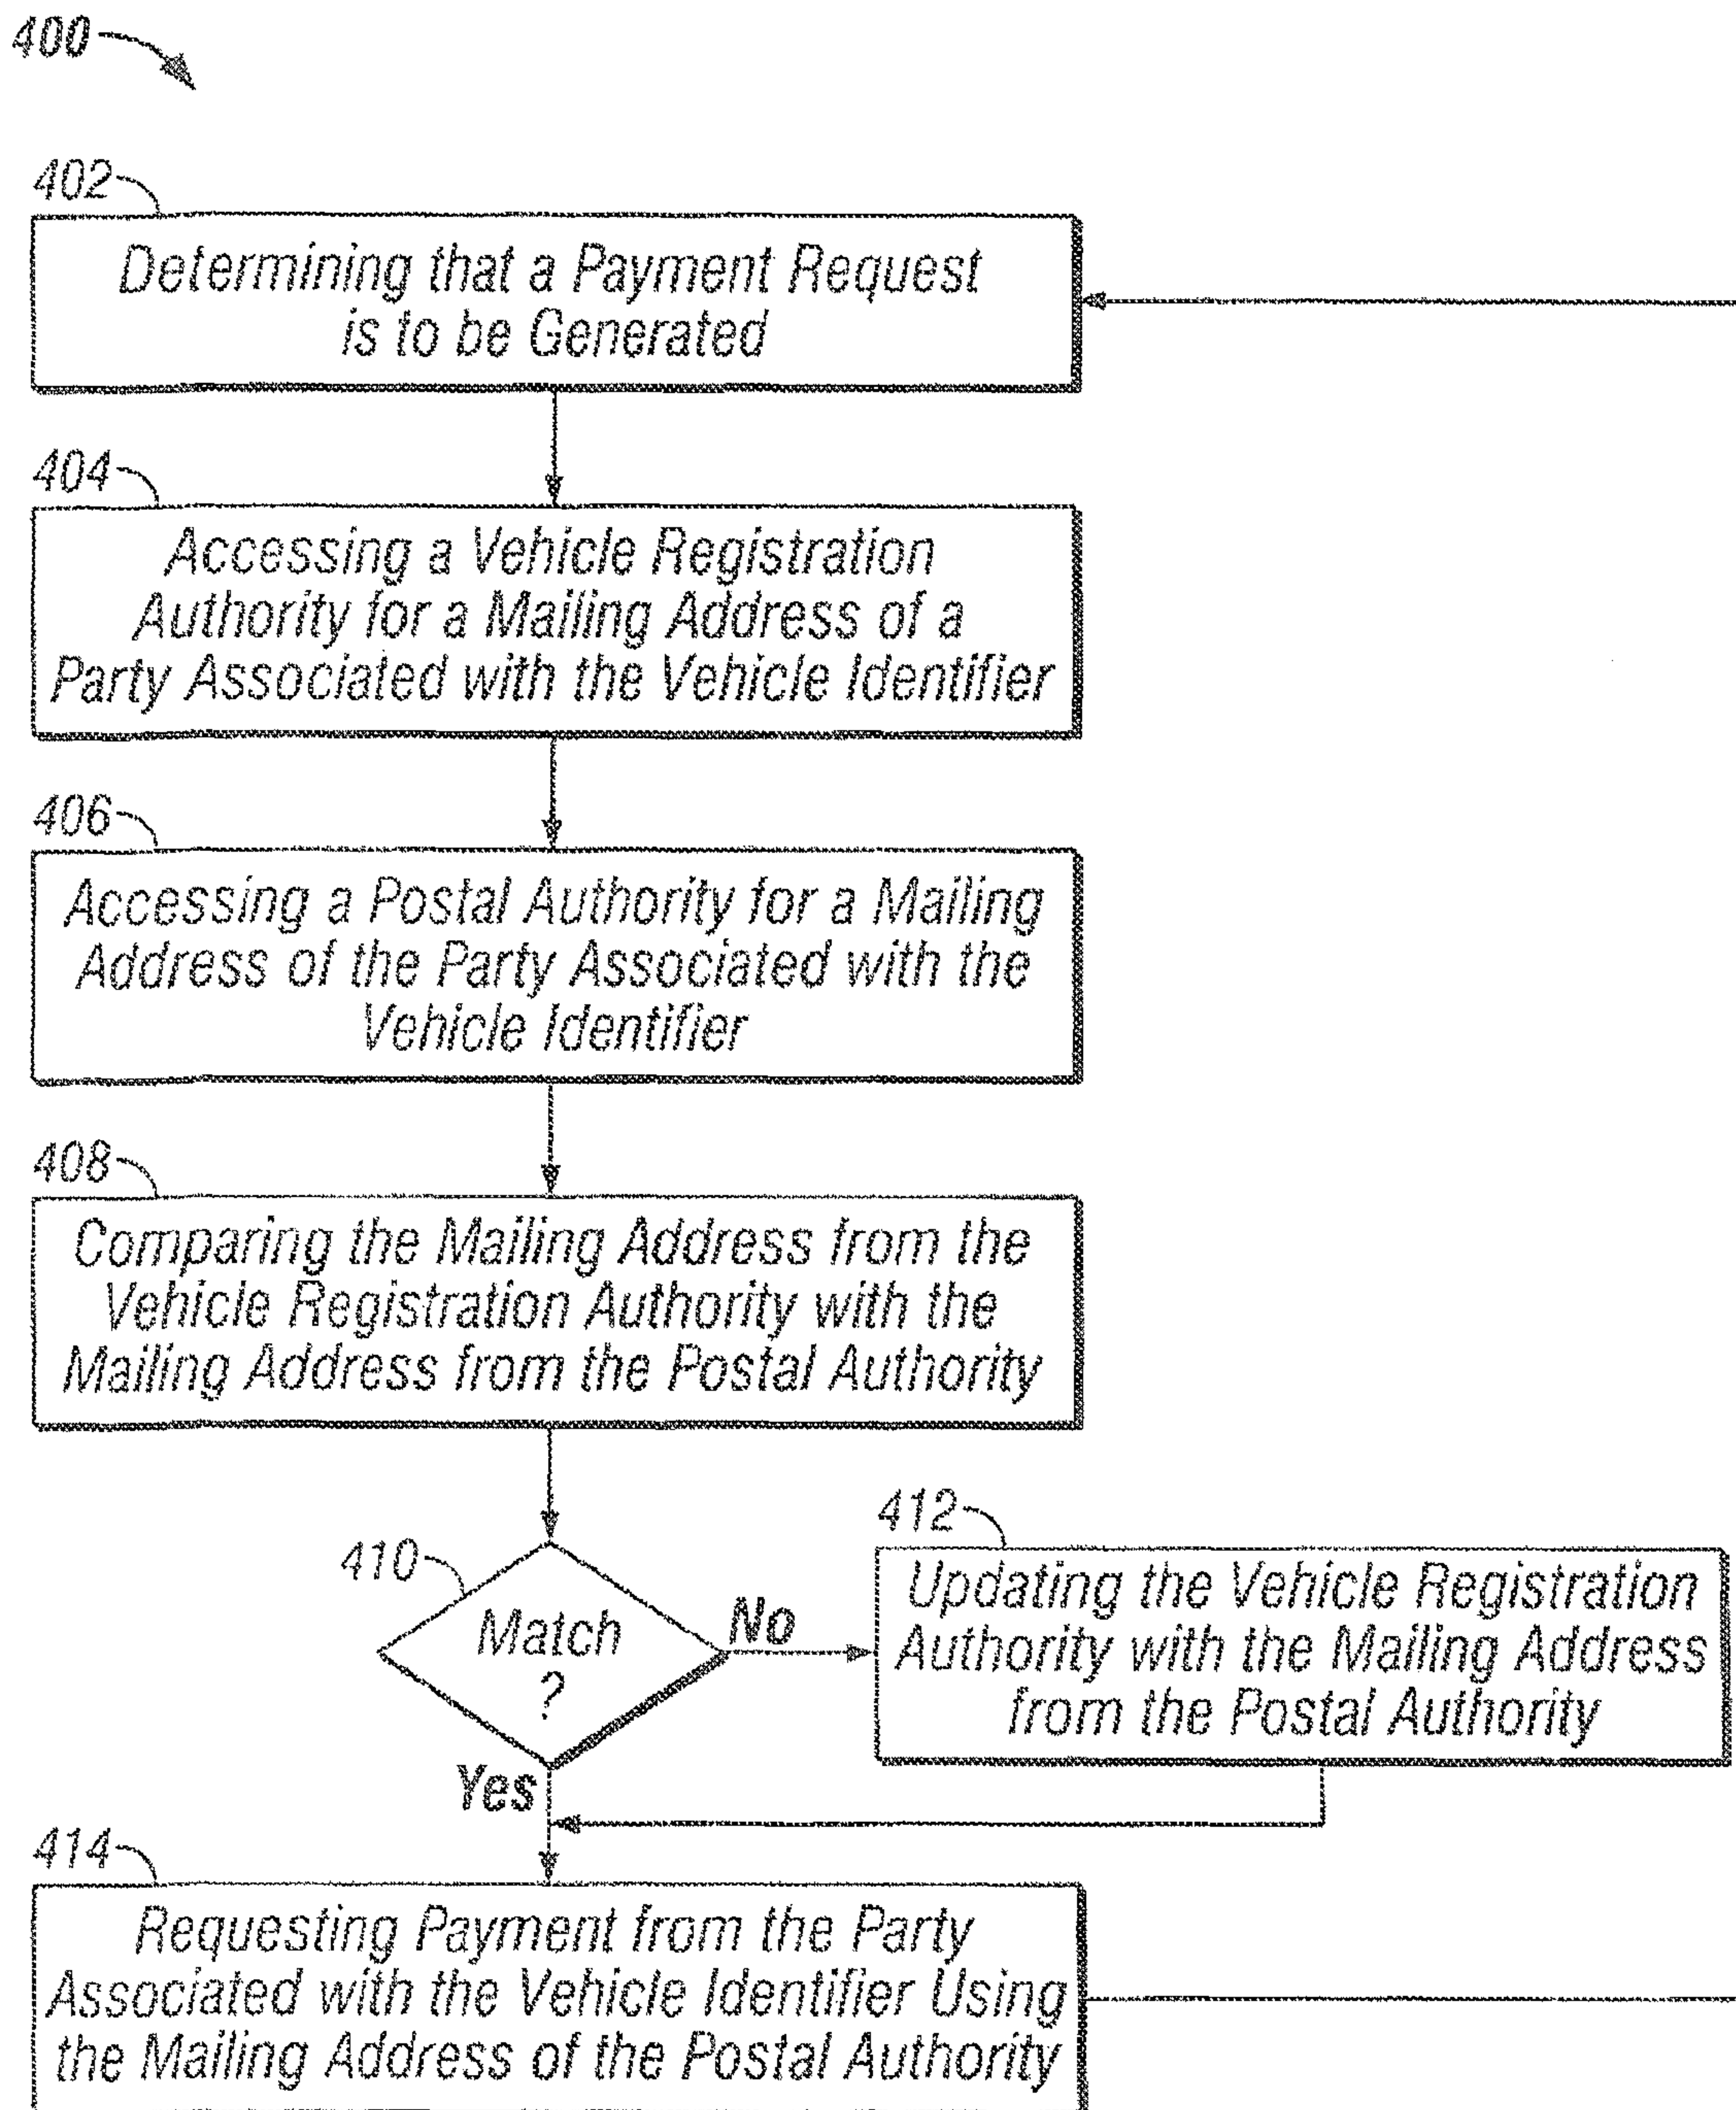 400
402
Determining that a Payment Request
is to be Generated
404
Accessing a Vehicle Registration
Authority for a Mailing Address of a
Party Associated with the Vehicle Identifier
406
Accessing a Postal Authority for a Mailing
Address of the Party Associated with the
Vehicle Identifier
408
Comparing the Mailing Address from the
Vehicle Registration Authority with the
Mailing Address from the Postal Authority
410
Match
?
No
Yes
412
Updating the Vehicle Registration
Authority with the Mailing Address
from the Postal Authority
414
Requesting Payment from the Party
Associated with the Vehicle Identifier Using
the Mailing Address of the Postal Authority